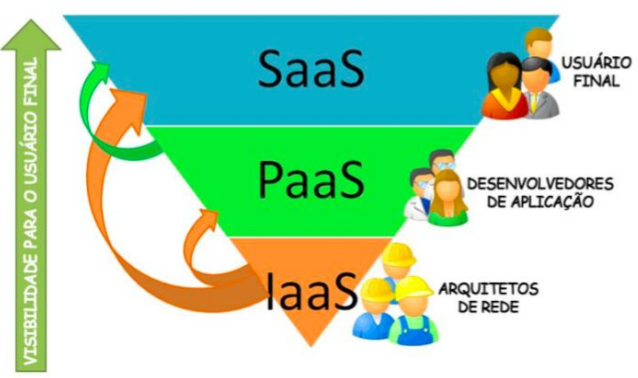 VISIBILIDADE PARA O USUÁRIO FINAL
SaaS
USUÁRIO
FINAL
PaaS
DESENVOLVEDORES
DE APLICAÇÃO
IaaS
ARQUITETOS
DE REDE